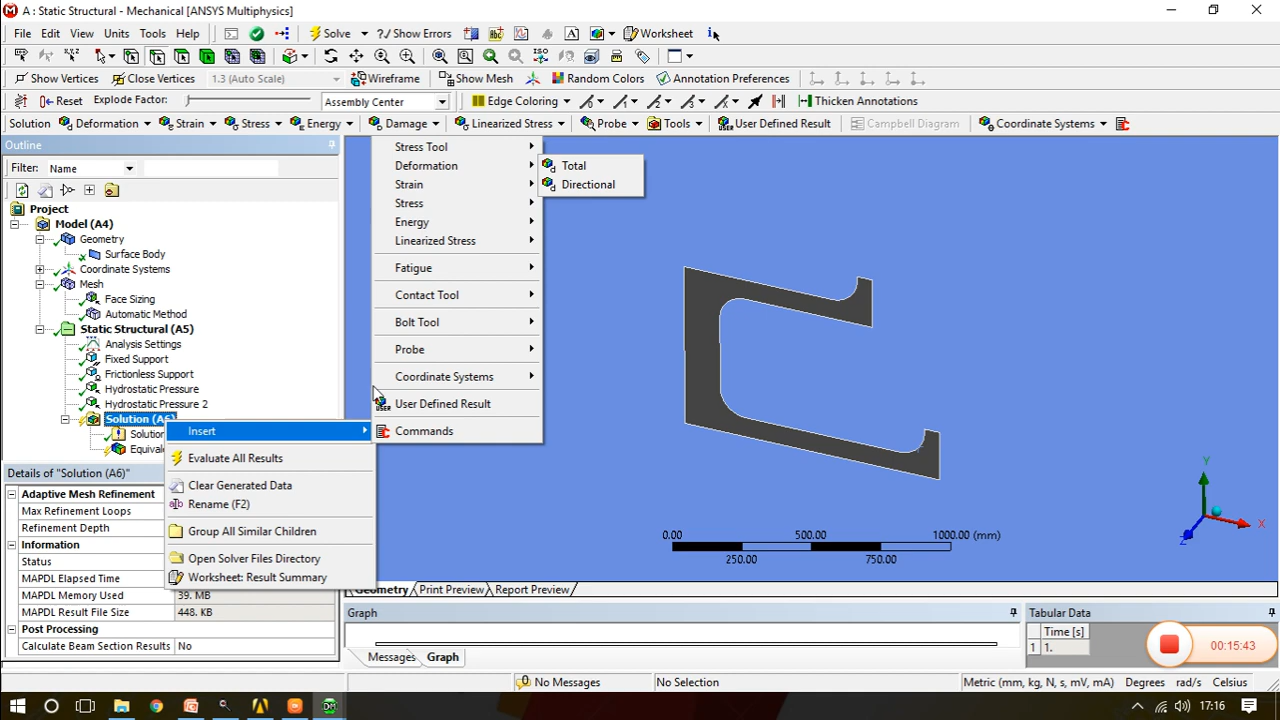 A : Static Structural - Mechanical [ANSYS Multiphysics]
File Edit View Units Tools Help Solve ?/ Show Errors Worksheet
Show Vertices Close Vertices 1.3 (Auto Scale) Wireframe Show Mesh Random Colors Annotation Preferences
Reset Explode Factor: Assembly Center Edge Coloring Thicken Annotations
Solution Deformation Strain Stress Energy Damage Linearized Stress Probe Tools User Defined Result Campbell Diagram Coordinate Systems
Outline
Filter: Name
Project
Model (A4)
Geometry
Surface Body
Coordinate Systems
Mesh
Face Sizing
Automatic Method
Static Structural (A5)
Analysis Settings
Fixed Support
Frictionless Support
Hydrostatic Pressure
Hydrostatic Pressure 2
Solution (A6)
Solution
Equivale
Insert
Evaluate All Results
Clear Generated Data
Rename (F2)
Group All Similar Children
Open Solver Files Directory
Worksheet: Result Summary
Stress Tool
Deformation
Strain
Stress
Energy
Linearized Stress
Fatigue
Contact Tool
Bolt Tool
Probe
Coordinate Systems
User Defined Result
Commands
Total
Directional
Details of "Solution (A6)"
Adaptive Mesh Refinement
Max Refinement Loops
Refinement Depth
Information
Status
MAPDL Elapsed Time
MAPDL Memory Used 39. MB
MAPDL Result File Size 448. KB
Post Processing
Calculate Beam Section Results No
0.00 500.00 1000.00 (mm)
250.00 750.00
Y
X
Z
Geometry Print Preview Report Preview
Graph
Messages Graph
Tabular Data
Time [s]
1 1.
00:15:43
No Messages No Selection Metric (mm, kg, N, s, mV, mA) Degrees rad/s Celsius
17:16